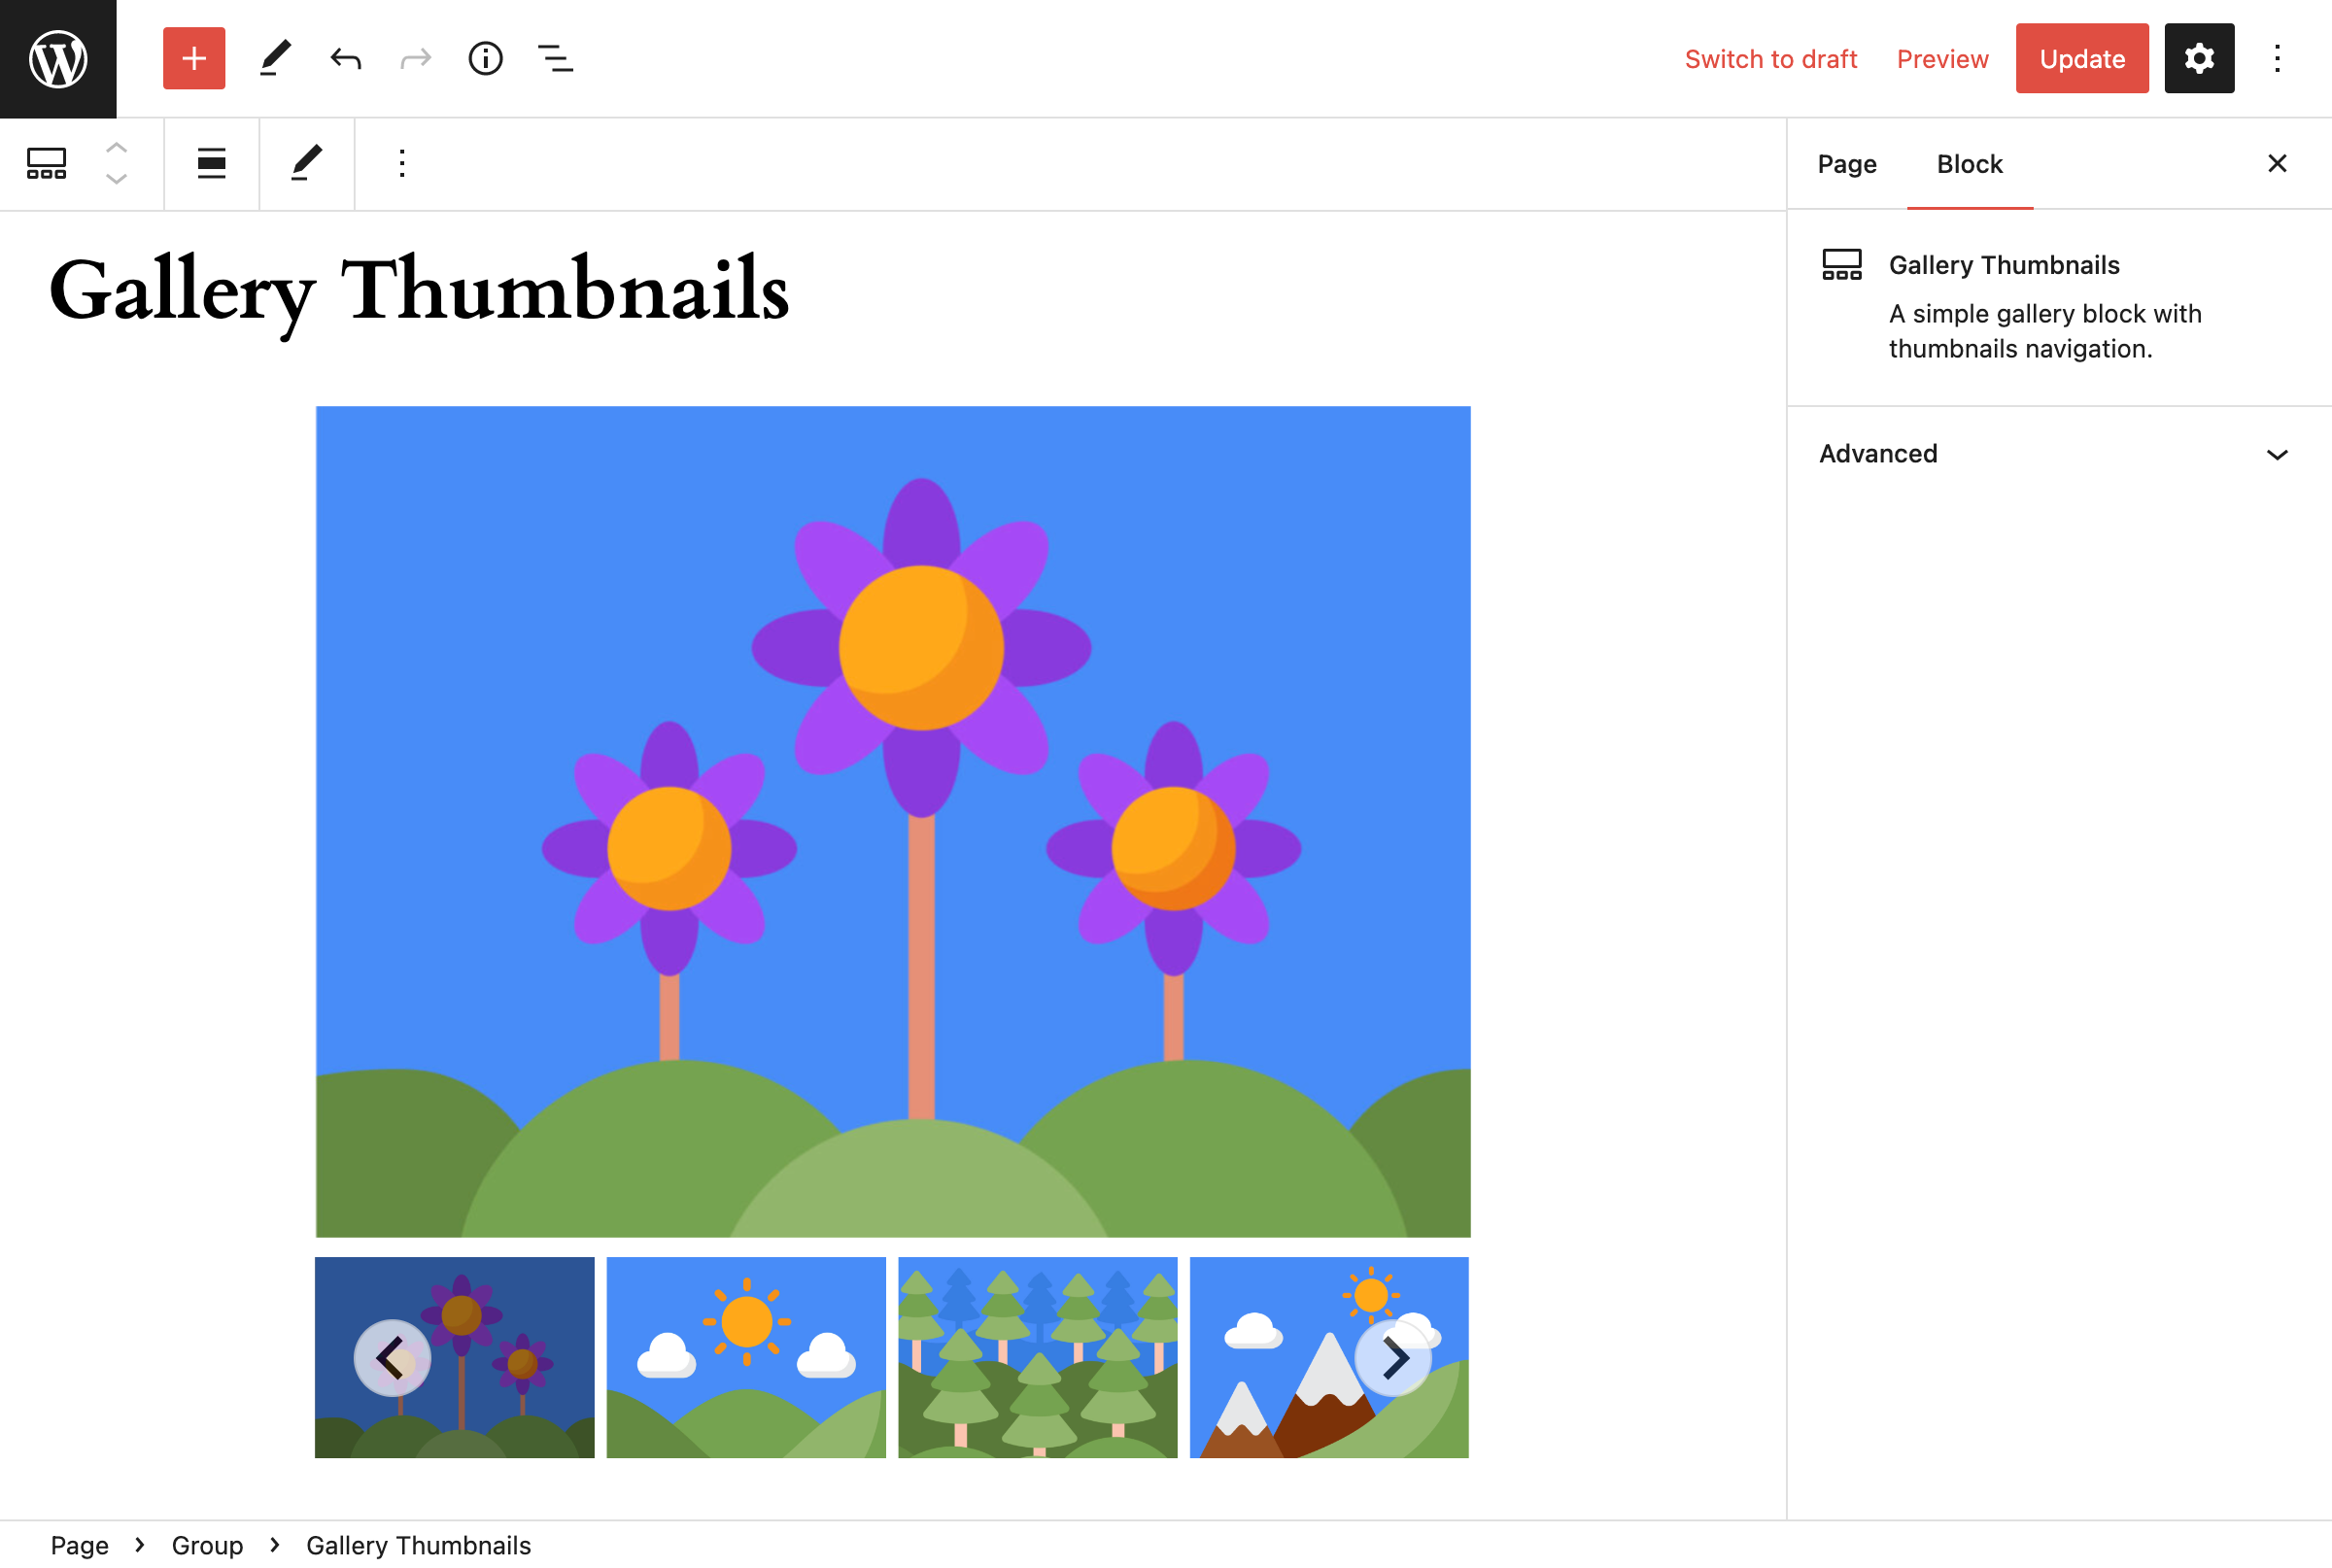 Switch to draft Preview Update
Page Block
Gallery Thumbnails
Gallery Thumbnails
A simple gallery block with
thumbnails navigation.
Advanced
Page > Group > Gallery Thumbnails